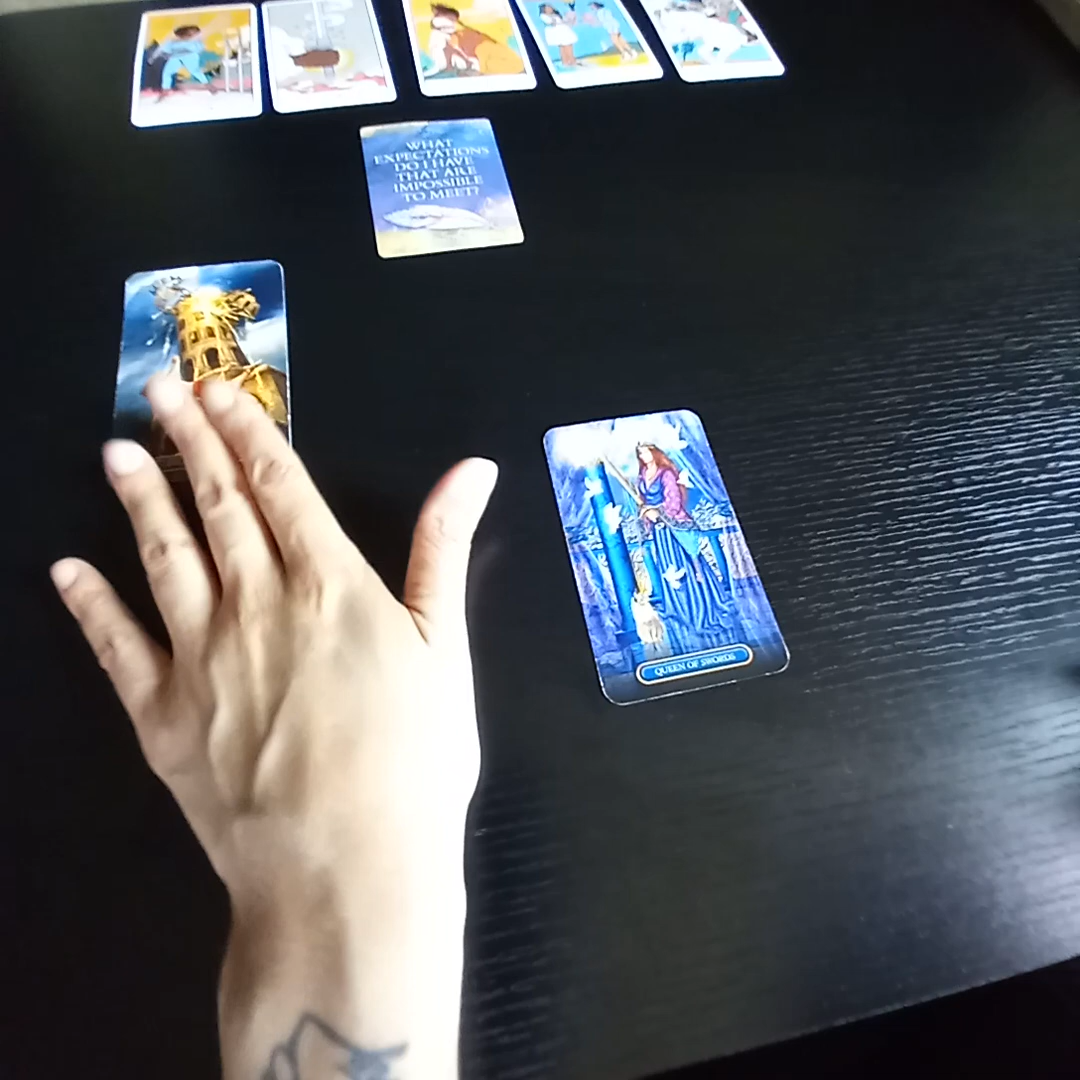 WHAT
EXPECTATIONS
DO I HAVE
THAT ARE
IMPOSSIBLE
TO MEET?
QUEEN OF SWORDS